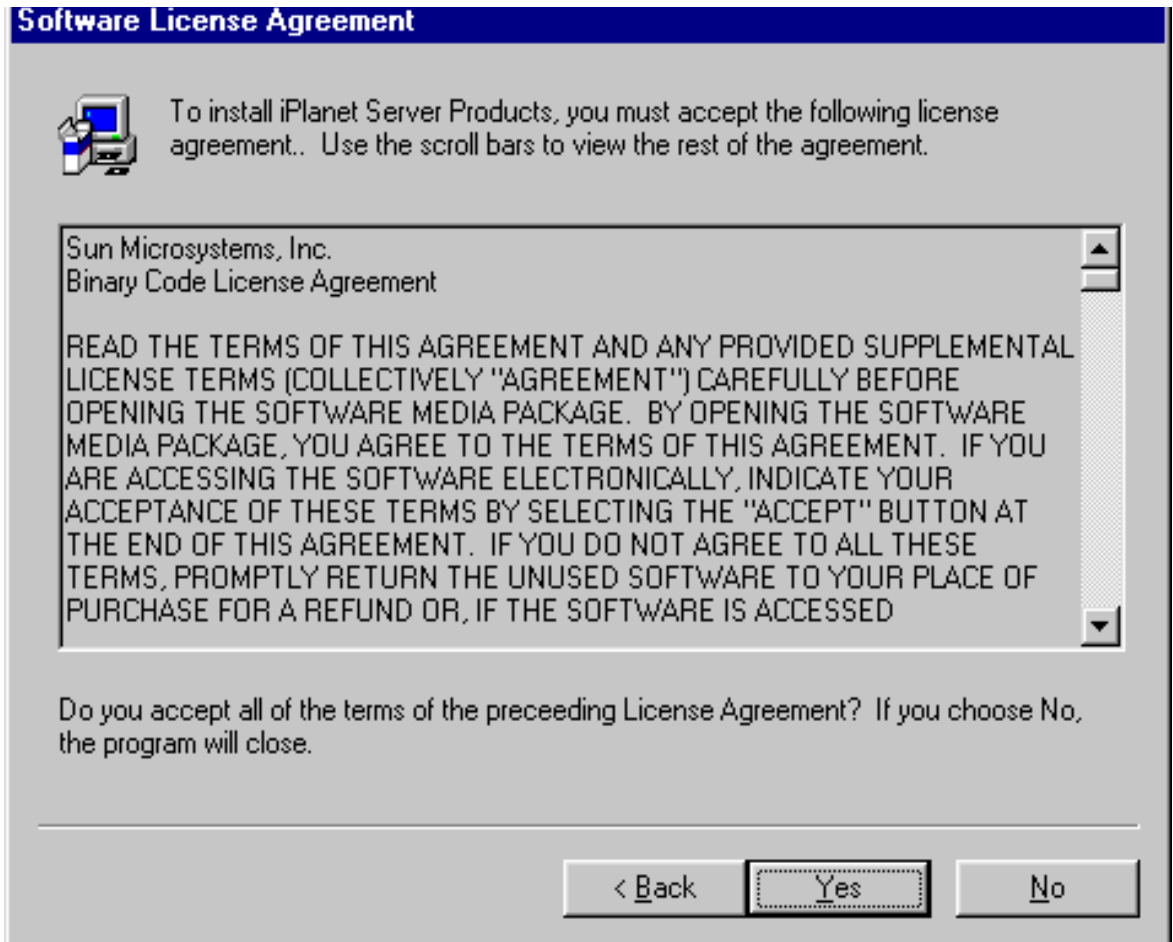 Software License Agreement
To install iPlanet Server Products, you must accept the following license
agreement..  Use the scroll bars to view the rest of the agreement.
Sun Microsystems, Inc.
Binary Code License Agreement
READ THE TERMS OF THIS AGREEMENT AND ANY PROVIDED SUPPLEMENTAL
LICENSE TERMS (COLLECTIVELY "AGREEMENT") CAREFULLY BEFORE
OPENING THE SOFTWARE MEDIA PACKAGE.  BY OPENING THE SOFTWARE
MEDIA PACKAGE, YOU AGREE TO THE TERMS OF THIS AGREEMENT.  IF YOU
ARE ACCESSING THE SOFTWARE ELECTRONICALLY, INDICATE YOUR
ACCEPTANCE OF THESE TERMS BY SELECTING THE "ACCEPT" BUTTON AT
THE END OF THIS AGREEMENT.  IF YOU DO NOT AGREE TO ALL THESE
TERMS, PROMPTLY RETURN THE UNUSED SOFTWARE TO YOUR PLACE OF
PURCHASE FOR A REFUND OR, IF THE SOFTWARE IS ACCESSED
Do you accept all of the terms of the preceeding License Agreement?  If you choose No,
the program will close.
< Back Yes No